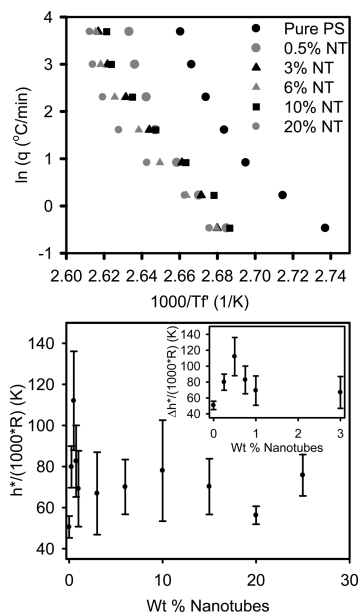 5
4
3
2
1
0
-1
ln (q (°C/min)
Pure PS
0.5% NT
3% NT
6% NT
10% NT
20% NT
2.60 2.62 2.64 2.66 2.68 2.70 2.72 2.74
1000/Tf' (1/K)
140
120
100
80
60
40
h*/(1000*R) (K)
140
120
100
80
60
40
Δh*/(1000*R) (K)
0 1 2 3
Wt % Nanotubes
0 10 20 30
Wt % Nanotubes